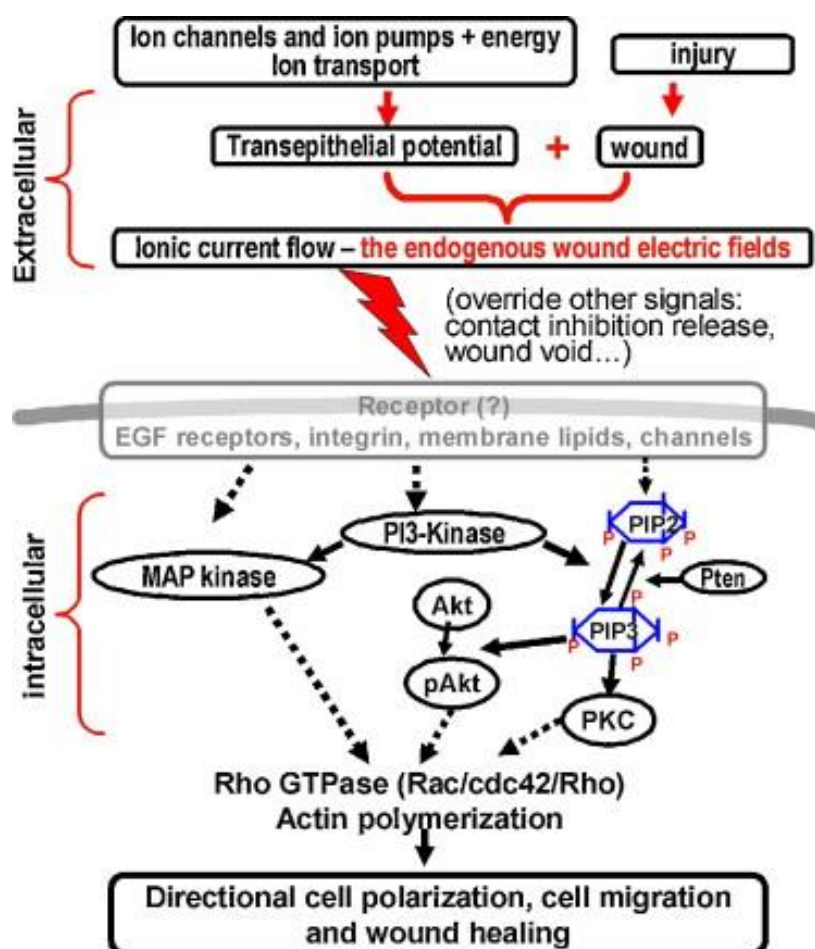 Ion channels and ion pumps + energy
Ion transport
injury
Extracellular
Transepithelial potential
+
wound
Ionic current flow – the endogenous wound electric fields
(override other signals:
contact inhibition release,
wound void...)
Receptor (?)
EGF receptors, integrin, membrane lipids, channels
intracellular
PI3-Kinase
PIP2
P
P
P
MAP kinase
Pten
Akt
P
PIP3
P
P
P
pAkt
PKC
Rho GTPase (Rac/cdc42/Rho)
Actin polymerization
Directional cell polarization, cell migration
and wound healing